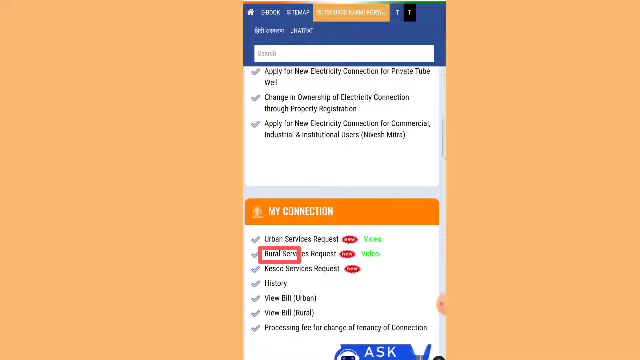 E-BOOK SITEMAP OUTSOURCE KARMI PORTAL T T
हिंदी संस्करण JHATPAT
Search
Apply for New Electricity Connection for Private Tube
Well
Change in Ownership of Electricity Connection
through Property Registration
Apply for New Electricity Connection for Commercial,
Industrial & Institutional Users (Nivesh Mitra)
MY CONNECTION
Urban Services Request new Video
Rural Services Request new Video
Kesco Services Request new
History
View Bill (Urban)
View Bill (Rural)
Processing fee for change of tenancy of Connection
ASK